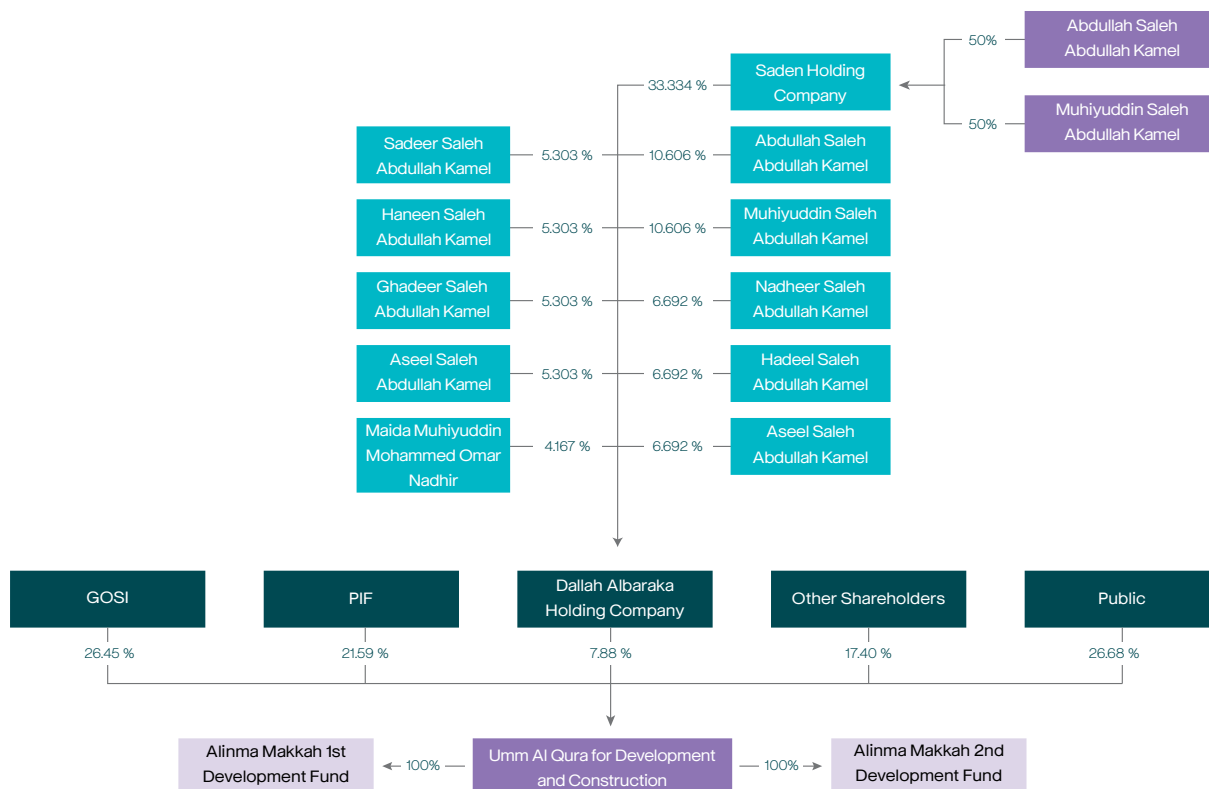 Abdullah Saleh
Abdullah Kamel
50%
Saden Holding
Company
33.334 %
Muhiyuddin Saleh
Abdullah Kamel
50%
Sadeer Saleh
Abdullah Kamel
5.303 %
10.606 %
Abdullah Saleh
Abdullah Kamel
Haneen Saleh
Abdullah Kamel
5.303 %
10.606 %
Muhiyuddin Saleh
Abdullah Kamel
Ghadeer Saleh
Abdullah Kamel
5.303 %
6.692 %
Nadheer Saleh
Abdullah Kamel
Aseel Saleh
Abdullah Kamel
5.303 %
6.692 %
Hadeel Saleh
Abdullah Kamel
Maida Muhiyuddin
Mohammed Omar
Nadhir
4.167 %
6.692 %
Aseel Saleh
Abdullah Kamel
GOSI
PIF
Dallah Albaraka
Holding Company
Other Shareholders
Public
26.45 %
21.59 %
7.88 %
17.40 %
26.68 %
Alinma Makkah 1st
Development Fund
100%
Umm Al Qura for Development
and Construction
100%
Alinma Makkah 2nd
Development Fund